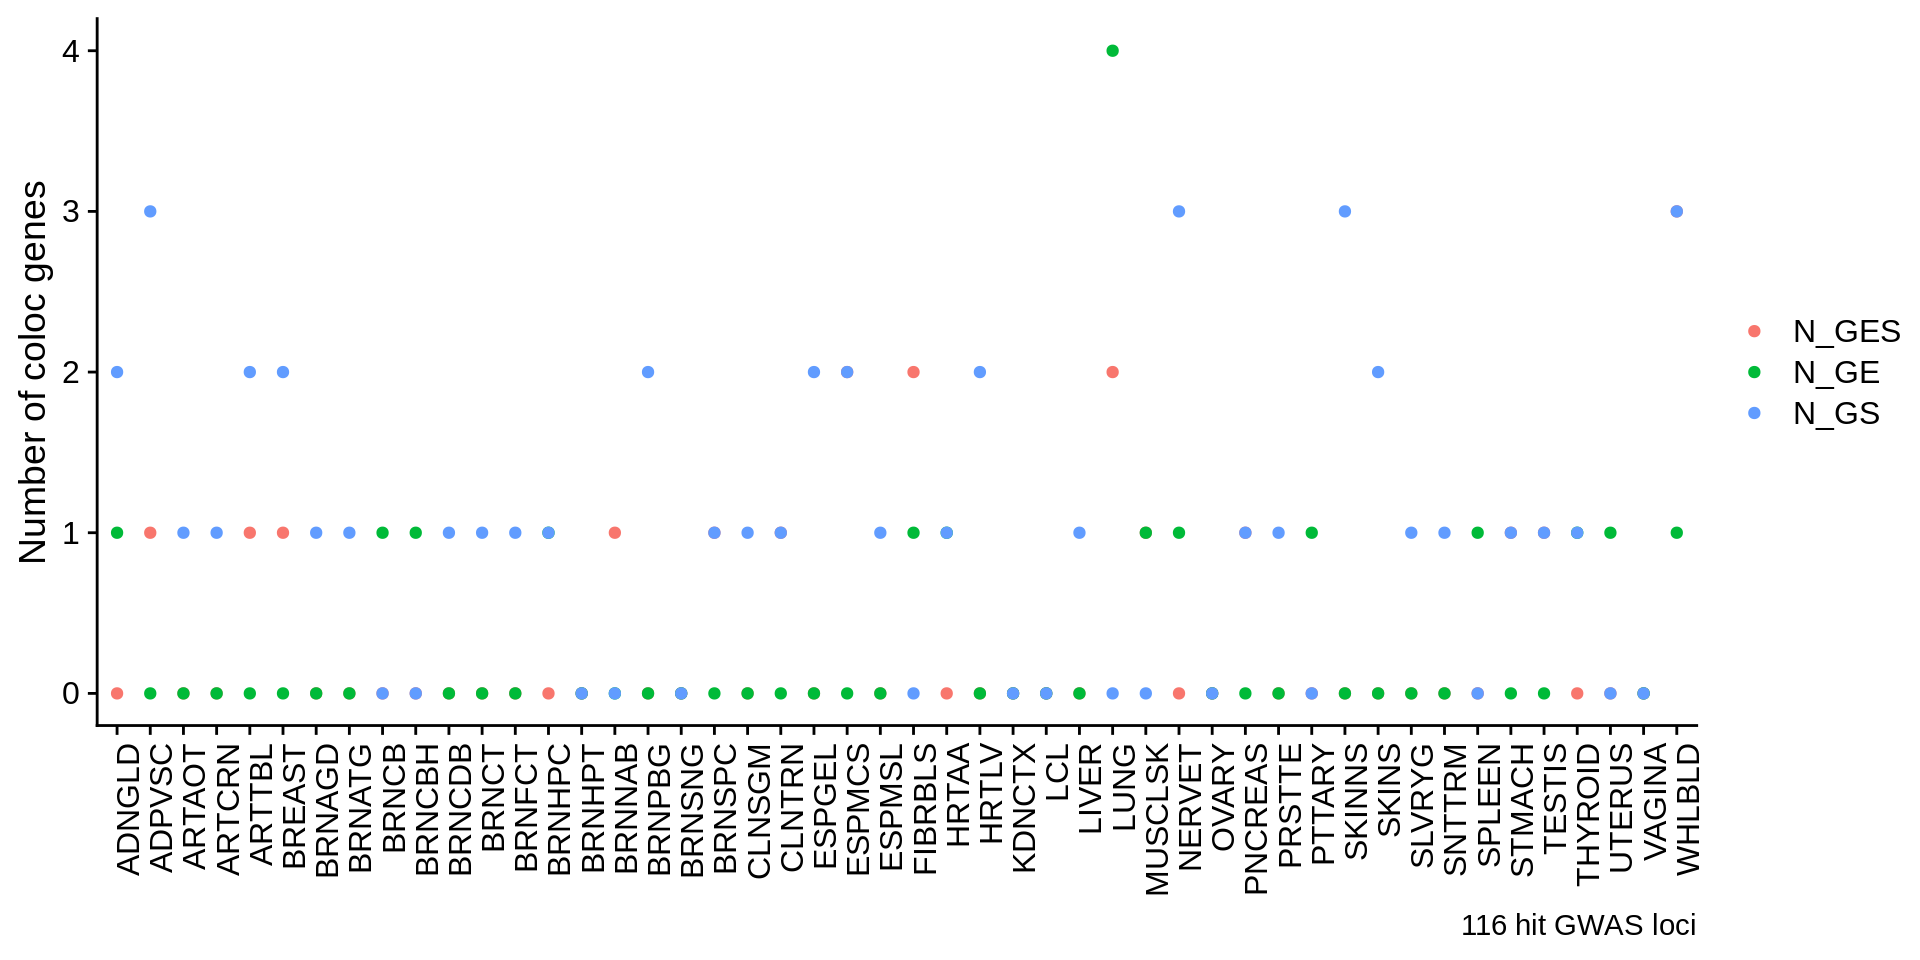 Number of coloc genes
4
3
2
1
0
ADNGLD
ADPVSC
ARTAOT
ARTCRN
ARTTBL
BREAST
BRNAGD
BRNATG
BRNCB
BRNCBH
BRNCDB
BRNCT
BRNFCT
BRNHPC
BRNHPT
BRNNAB
BRNPBG
BRNSNG
BRNSPC
CLNSGM
CLNTRN
ESPGEL
ESPMCS
ESPMSL
FIBRBLS
HRTAA
HRTLV
KDNCTX
LCL
LIVER
LUNG
MUSCLSK
NERVET
OVARY
PNCREAS
PRSTTE
PTTARY
SKINNS
SKINS
SLVRYG
SNTTRM
SPLEEN
STMACH
TESTIS
THYROID
UTERUS
VAGINA
WHLBLD
N_GES
N_GE
N_GS
116 hit GWAS loci